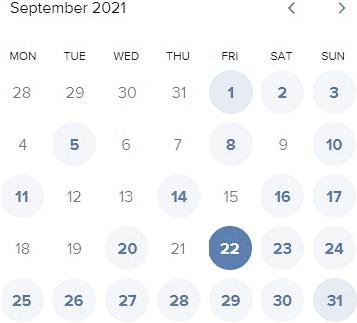 September 2021
MON TUE WED THU FRI SAT SUN
28 29 30 31 1 2 3
4 5 6 7 8 9 10
11 12 13 14 15 16 17
18 19 20 21 22 23 24
25 26 27 28 29 30 31